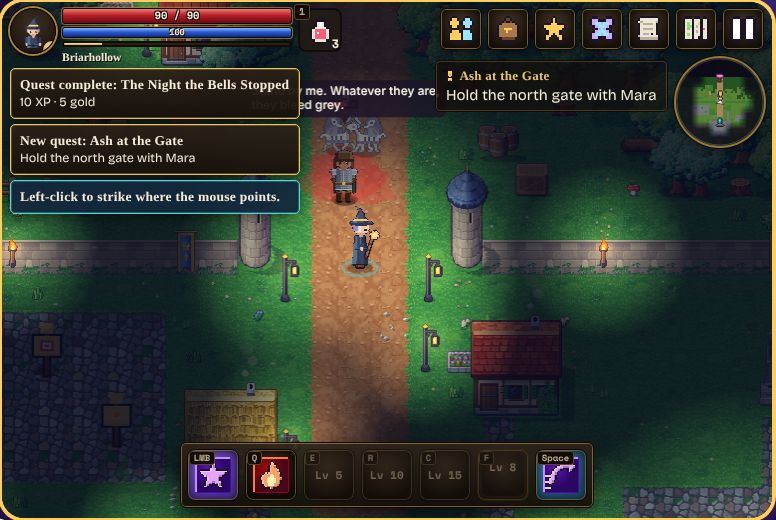 90 / 90
100
1
3
Briarhollow
Quest complete: The Night the Bells Stopped
10 XP · 5 gold
me. Whatever they are,
they bleed grey.
Ash at the Gate
Hold the north gate with Mara
New quest: Ash at the Gate
Hold the north gate with Mara
Left-click to strike where the mouse points.
LMB
Q
E
R
C
F
Space
Lv 5
Lv 10
Lv 15
Lv 8